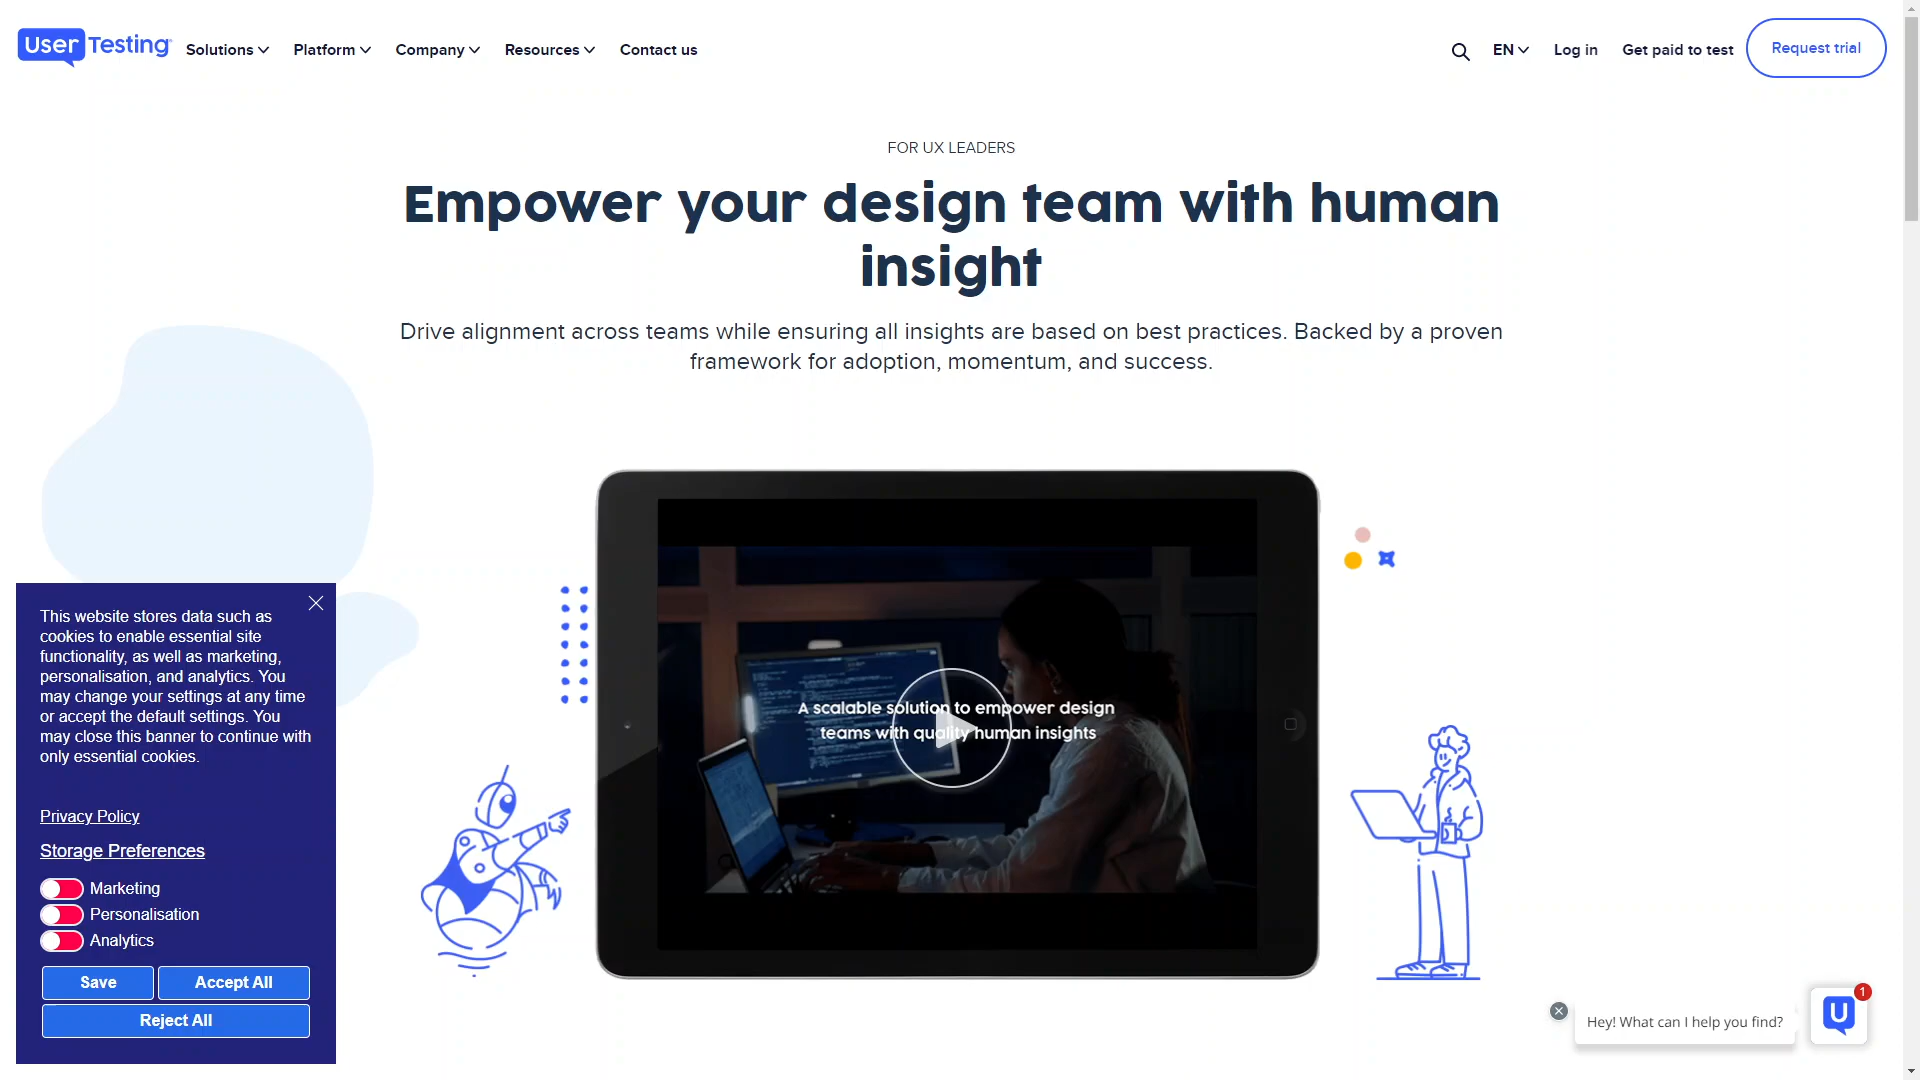 User Testing
Solutions
Platform
Company
Resources
Contact us
EN
Log in
Get paid to test
Request trial
FOR UX LEADERS
Empower your design team with human
insight
Drive alignment across teams while ensuring all insights are based on best practices. Backed by a proven
framework for adoption, momentum, and success.
A scalable solution to empower design
teams with quality human insights
This website stores data such as
cookies to enable essential site
functionality, as well as marketing,
personalisation, and analytics. You
may change your settings at any time
or accept the default settings. You
may close this banner to continue with
only essential cookies.
Privacy Policy
Storage Preferences
Marketing
Personalisation
Analytics
Save
Accept All
Reject All
Hey! What can I help you find?
U
1